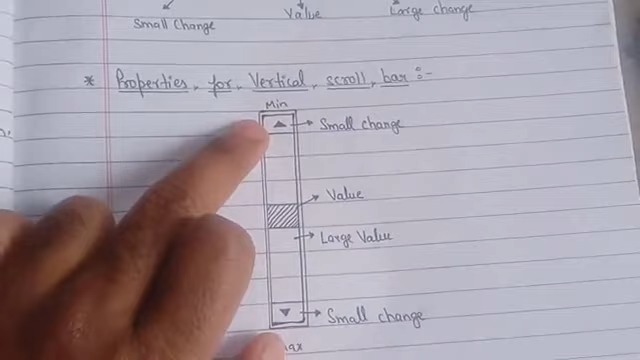 Small Change
Value
Large change
* Properties, for, Vertical, scroll, bar :-
Min
Small change
Value
Large Value
Small change